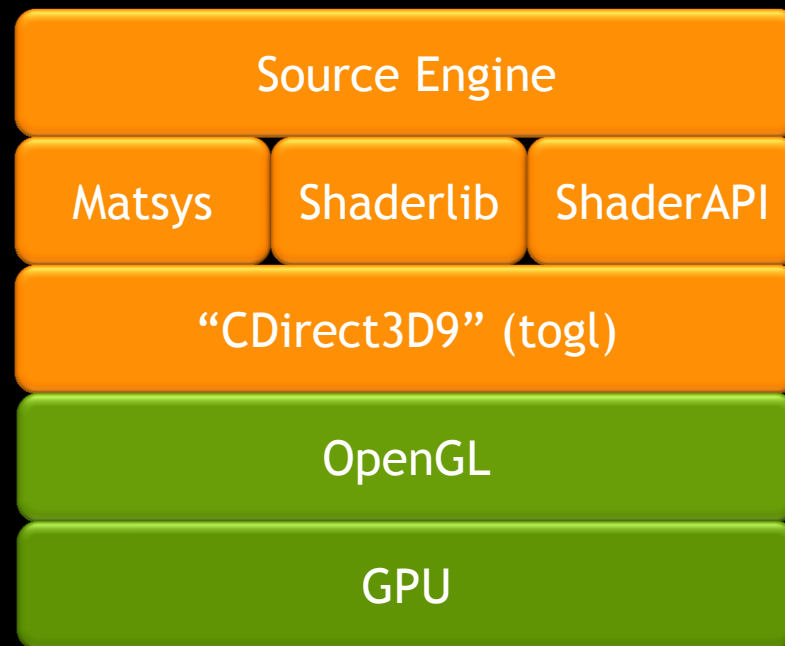 Source Engine
Matsys Shaderlib ShaderAPI
“CDirect3D9” (togl)
OpenGL
GPU